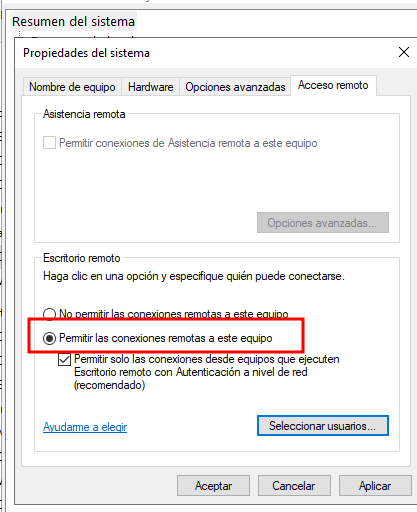 Resumen del sistema
Propiedades del sistema
Nombre de equipo Hardware Opciones avanzadas Acceso remoto
Asistencia remota
Permitir conexiones de Asistencia remota a este equipo
Opciones avanzadas...
Escritorio remoto
Haga clic en una opción y especifique quién puede conectarse.
No permitir las conexiones remotas a este equipo
Permitir las conexiones remotas a este equipo
Permitir solo las conexiones desde equipos que ejecuten
Escritorio remoto con Autenticación a nivel de red
(recomendado)
Ayudarme a elegir
Seleccionar usuarios...
Aceptar Cancelar Aplicar